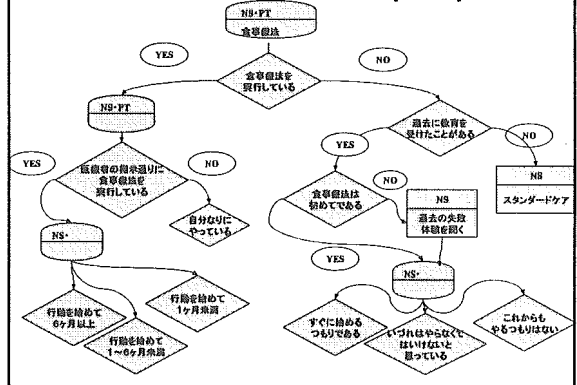 NS・PT
食事療法
YES
NO
食事療法を
実行している
NS・PT
過去に教育を
受けたことがある
YES
NO
YES
NO
医療者の指示通りに
食事療法を
実行している
自分なりに
やっている
食事療法は
初めてである
NO
NS
過去の失敗
体験を聞く
NS
スタンダードケア
NS・
YES
NS・
行動を始めて
6ヶ月以上
行動を始めて
1～6ヶ月未満
行動を始めて
1ヶ月未満
すぐに始める
つもりである
いづれはやらなくて
はいけないと
思っている
これからも
やるつもりはない